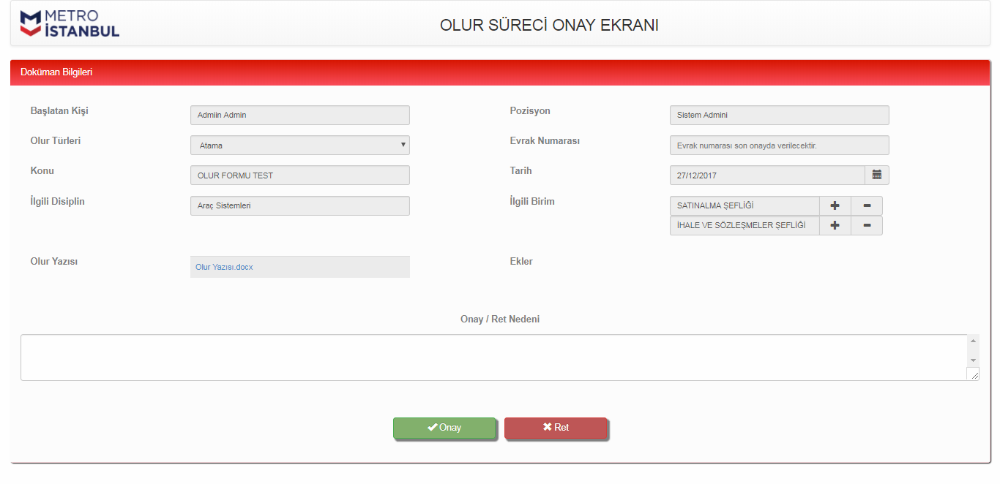 METRO
İSTANBUL
OLUR SÜRECİ ONAY EKRANI
Doküman Bilgileri
Başlatan Kişi
Admiin Admin
Pozisyon
Sistem Admini
Olur Türleri
Atama
Evrak Numarası
Evrak numarası son onayda verilecektir.
Konu
OLUR FORMU TEST
Tarih
27/12/2017
İlgili Disiplin
Araç Sistemleri
İlgili Birim
SATINALMA ŞEFLİĞİ
İHALE VE SÖZLEŞMELER ŞEFLİĞİ
Olur Yazısı
Olur Yazısı.docx
Ekler
Onay / Ret Nedeni
Onay
Ret